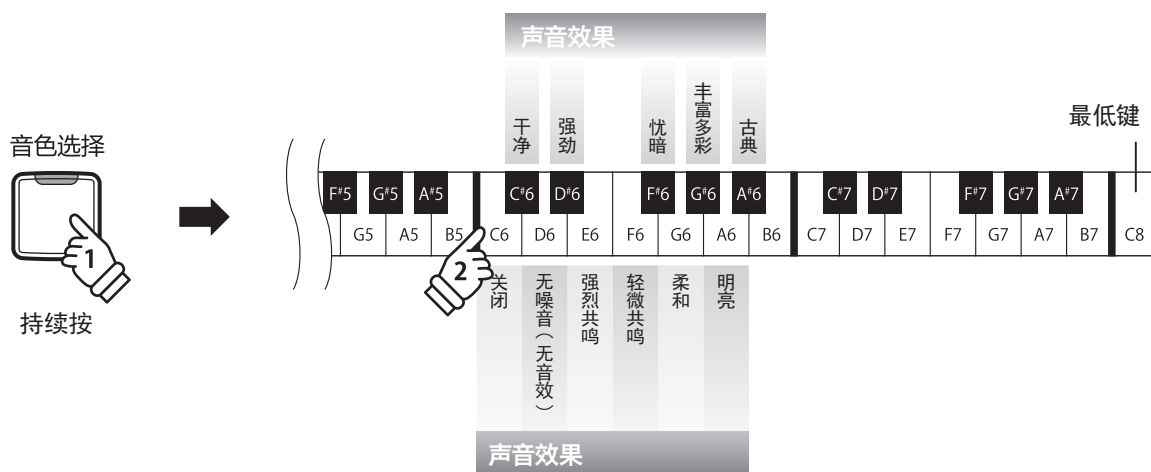 声音效果
干净
强劲
忧暗
丰富多彩
古典
最低键
音色选择
F#5 G#5 A#5 C#6 D#6 F#6 G#6 A#6 C#7 D#7 F#7 G#7 A#7
G5 A5 B5 C6 D6 E6 F6 G6 A6 B6 C7 D7 E7 F7 G7 A7 B7 C8
1
2
持续按
关闭
无噪音(无音效)
强烈共鸣
轻微共鸣
柔和
明亮
声音效果